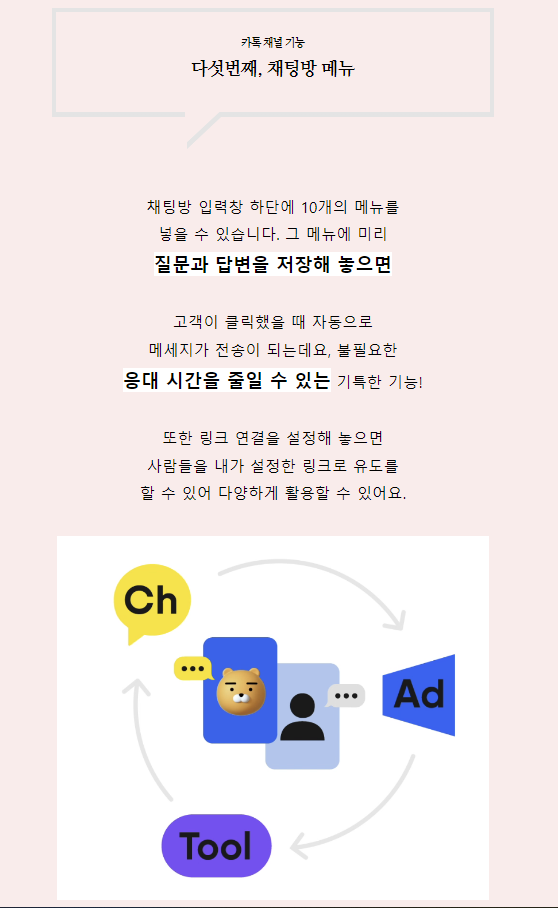 카톡 채널 기능
다섯번째, 채팅방 메뉴
채팅방 입력창 하단에 10개의 메뉴를
넣을 수 있습니다. 그 메뉴에 미리
질문과 답변을 저장해 놓으면
고객이 클릭했을 때 자동으로
메세지가 전송이 되는데요, 불필요한
응대 시간을 줄일 수 있는 기특한 기능!
또한 링크 연결을 설정해 놓으면
사람들을 내가 설정한 링크로 유도를
할 수 있어 다양하게 활용할 수 있어요.
Ch
Ad
Tool